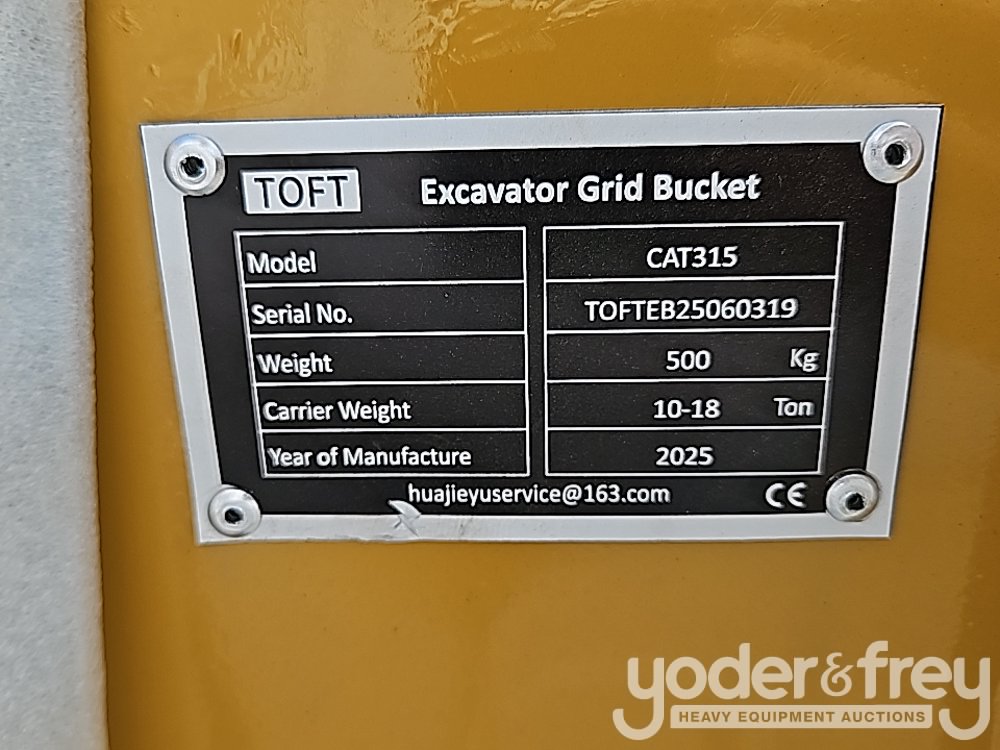 TOFT Excavator Grid Bucket
Model CAT315
Serial No. TOFTEB25060319
Weight 500 Kg
Carrier Weight 10-18 Ton
Year of Manufacture 2025
huajieyuservice@163.com CE
yoder&frey
HEAVY EQUIPMENT AUCTIONS